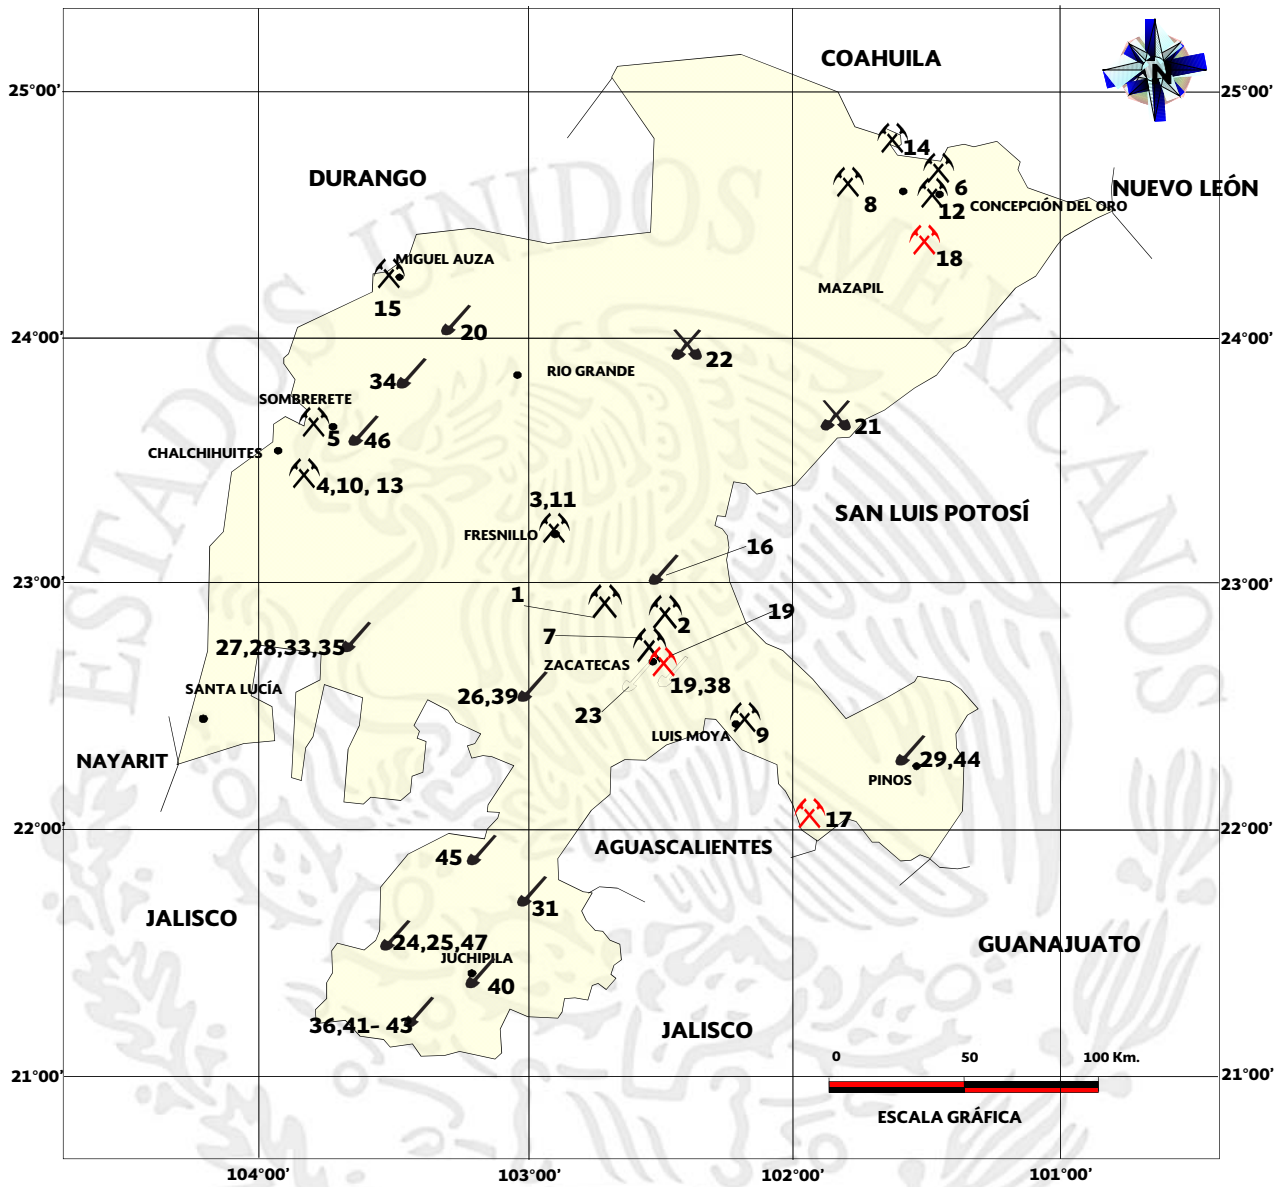 COAHUILA
N
25°00'
25°00'
14
DURANGO
6
NUEVO LEÓN
8
12
CONCEPCIÓN DEL ORO
MIGUEL AUZA
18
MAZAPIL
15
24°00'
20
24°00'
22
RIO GRANDE
34
SOMBRERETE
5
46
21
CHALCHIHUITES
4,10, 13
3,11
SAN LUIS POTOSÍ
FRESNILLO
16
23°00'
23°00'
1
19
2
7
27,28,33,35
ZACATECAS
SANTA LUCÍA
26,39
19,38
23
LUIS MOYA
9
NAYARIT
29,44
PINOS
17
22°00'
22°00'
AGUASCALIENTES
45
31
JALISCO
24,25,47
GUANAJUATO
JUCHIPILA
40
36,41- 43
JALISCO
0 50 100 Km.
21°00'
21°00'
ESCALA GRÁFICA
104°00' 103°00' 102°00' 101°00'
ESTADOS UNIDOS MEXICANOS